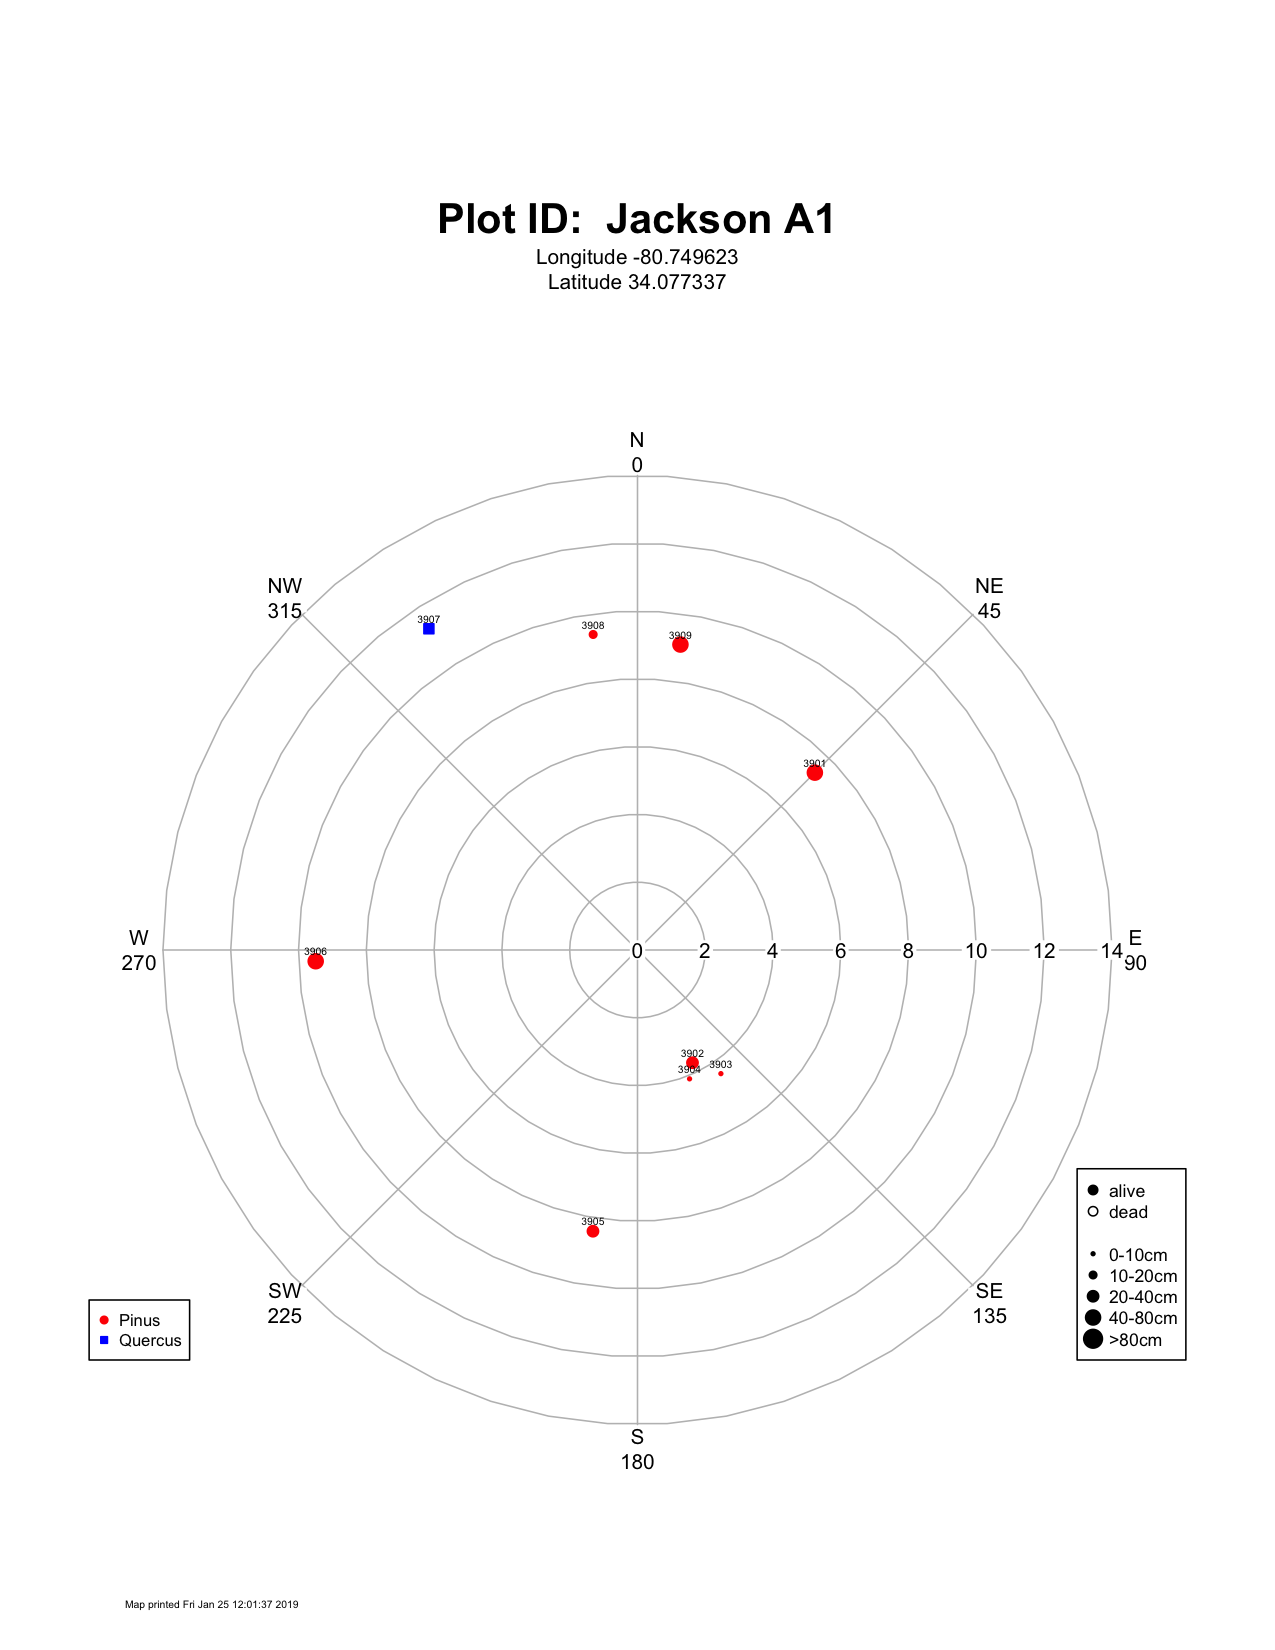 Plot ID:  Jackson A1
Longitude -80.749623
Latitude 34.077337
N
0
NW
315
NE
45
3907
3908
3909
3901
W
270
3906
0 2 4 6 8 10 12 14
E
90
3902
3903
3904
3905
SW
225
SE
135
S
180
alive
dead
0-10cm
10-20cm
20-40cm
40-80cm
>80cm
Pinus
Quercus
Map printed Fri Jan 25 12:01:37 2019